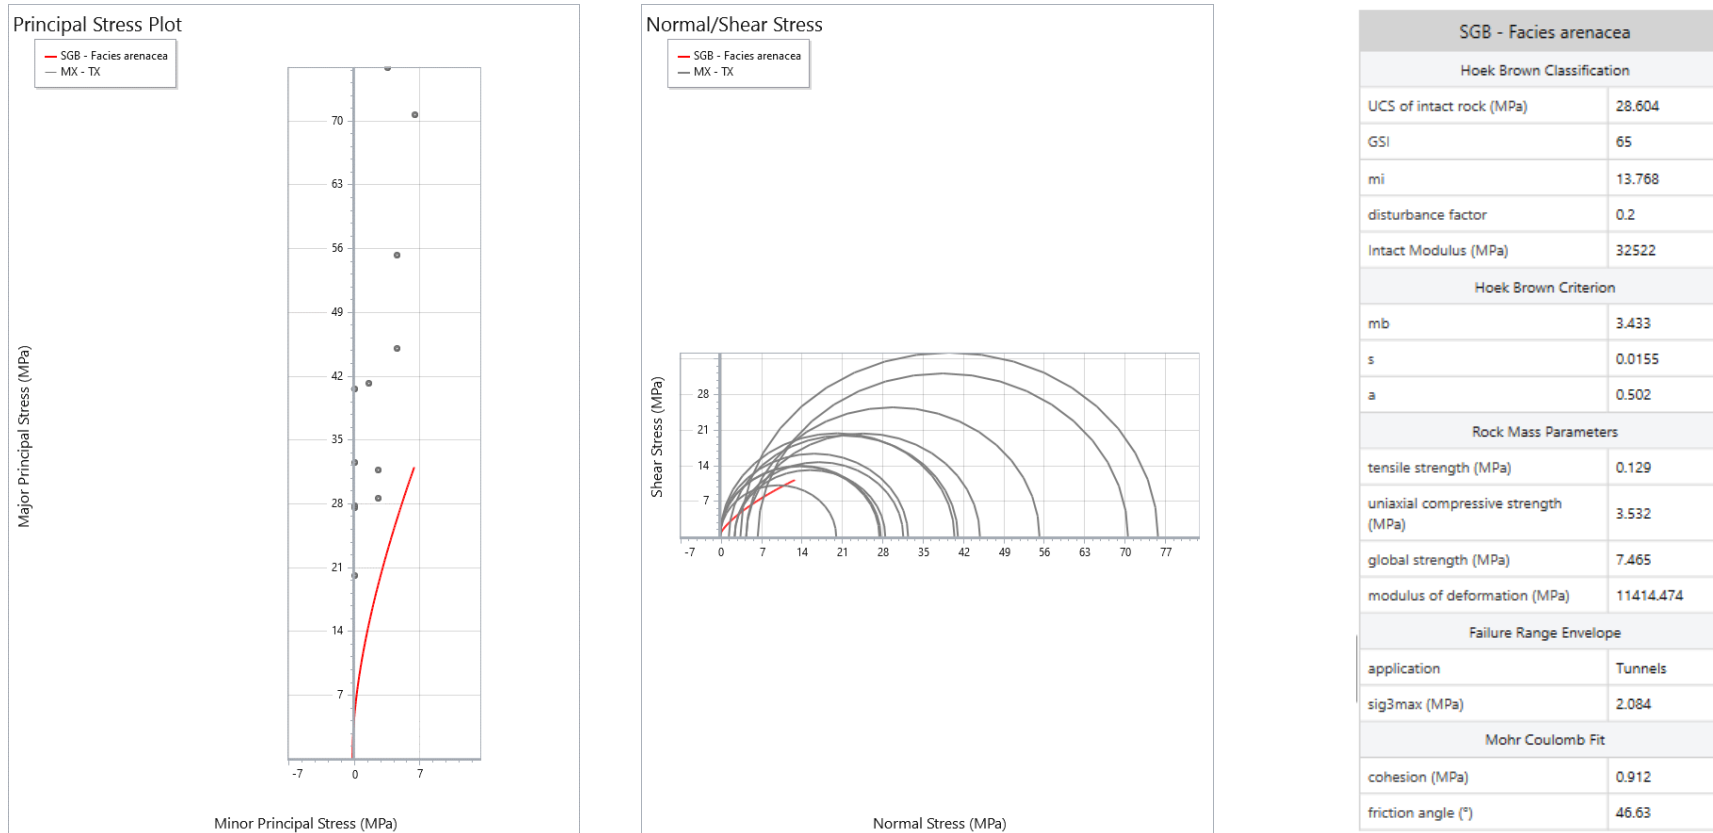 Principal Stress Plot
SGB - Facies arenacea
MX - TX
70
63
56
49
42
35
28
21
14
7
-7
0
7
Major Principal Stress (MPa)
Minor Principal Stress (MPa)
Normal/Shear Stress
SGB - Facies arenacea
MX - TX
28
21
14
7
-7
0
7
14
21
28
35
42
49
56
63
70
77
Shear Stress (MPa)
Normal Stress (MPa)
SGB - Facies arenacea
Hoek Brown Classification
UCS of intact rock (MPa) 28.604
GSI 65
mi 13.768
disturbance factor 0.2
Intact Modulus (MPa) 32522
Hoek Brown Criterion
mb 3.433
s 0.0155
a 0.502
Rock Mass Parameters
tensile strength (MPa) 0.129
uniaxial compressive strength
(MPa) 3.532
global strength (MPa) 7.465
modulus of deformation (MPa) 11414.474
Failure Range Envelope
application Tunnels
sig3max (MPa) 2.084
Mohr Coulomb Fit
cohesion (MPa) 0.912
friction angle (°) 46.63